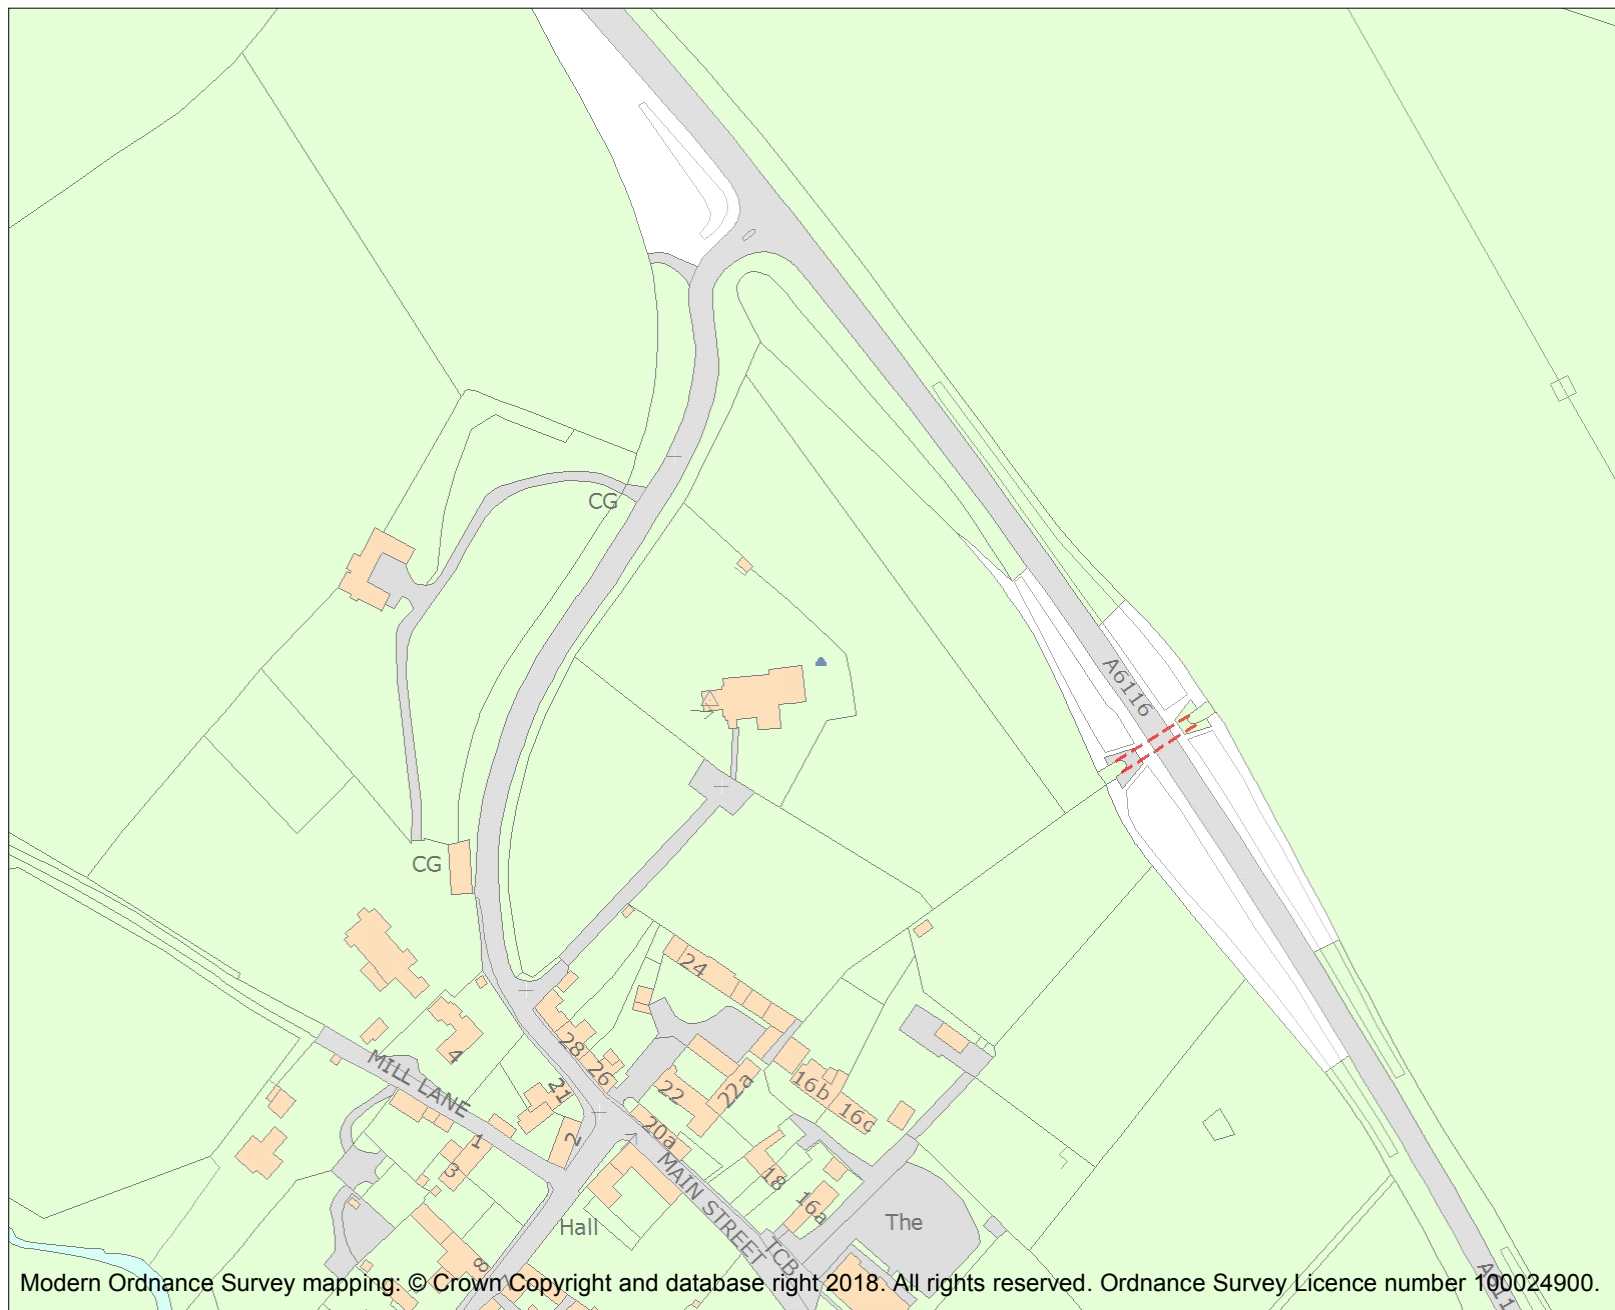 CG
A6116
CG
24
28
26
4
21
22
22a
16b
16c
MILL LANE
20a
2
1
3
18
16a
MAIN STREET
Hall
The
TCB
8
Modern Ordnance Survey mapping: © Crown Copyright and database right 2018. All rights reserved. Ordnance Survey Licence number 100024900.